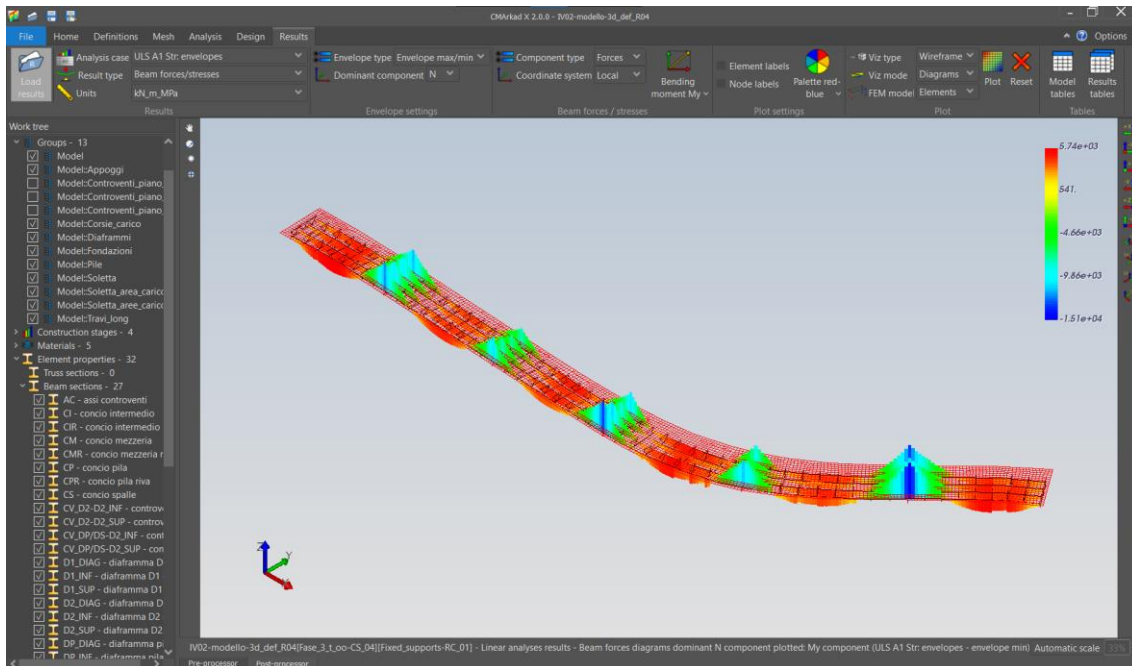 CMArkad X 2.0.0 - IV02-modello-3d_def_R04
File Home Definitions Mesh Analysis Design Results Options
Load results
Analysis case ULS A1 Str: envelopes
Result type Beam forces/stresses
Units kN_m_MPa
Results
Envelope type Envelope max/min
Dominant component N
Envelope settings
Component type Forces
Coordinate system Local
Bending moment My
Beam forces / stresses
Element labels
Node labels
Palette red-blue
Plot settings
Viz type Wireframe
Viz mode Diagrams
FEM model Elements
Plot Reset
Plot
Model tables
Results tables
Tables
Work tree
Groups - 13
Model
Model::Appoggi
Model::Controventi_piano_
Model::Controventi_piano_
Model::Controventi_piano_
Model::Corsie_carico
Model::Diaframmi
Model::Fondazioni
Model::Pile
Model::Soletta
Model::Soletta_area_carico
Model::Soletta_aree_carico
Model::Travi_long
Construction stages - 4
Materials - 5
Element properties - 32
Truss sections - 0
Beam sections - 27
AC - assi controventi
CI - concio intermedio
CIR - concio intermedio
CM - concio mezzeria
CMR - concio mezzeria r
CP - concio pila
CPR - concio pila riva
CS - concio spalle
CV_D2-D2_INF - controv
CV_D2-D2_SUP - controv
CV_DP/DS-D2_INF - cont
CV_DP/DS-D2_SUP - con
D1_DIAG - diaframma D
D1_INF - diaframma D1
D1_SUP - diaframma D1
D2_DIAG - diaframma D
D2_INF - diaframma D2
D2_SUP - diaframma D2
DP_DIAG - diaframma pi
DP_INF - diaframma pila
5.74e+03
541.
-4.66e+03
-9.86e+03
-1.51e+04
Z
Y
IV02-modello-3d_def_R04[Fase_3_t_oo-CS_04][Fixed_supports-RC_01] - Linear analyses results - Beam forces diagrams dominant N component plotted: My component (ULS A1 Str: envelopes - envelope min) Automatic scale 33%
Pre-processor Post-processor